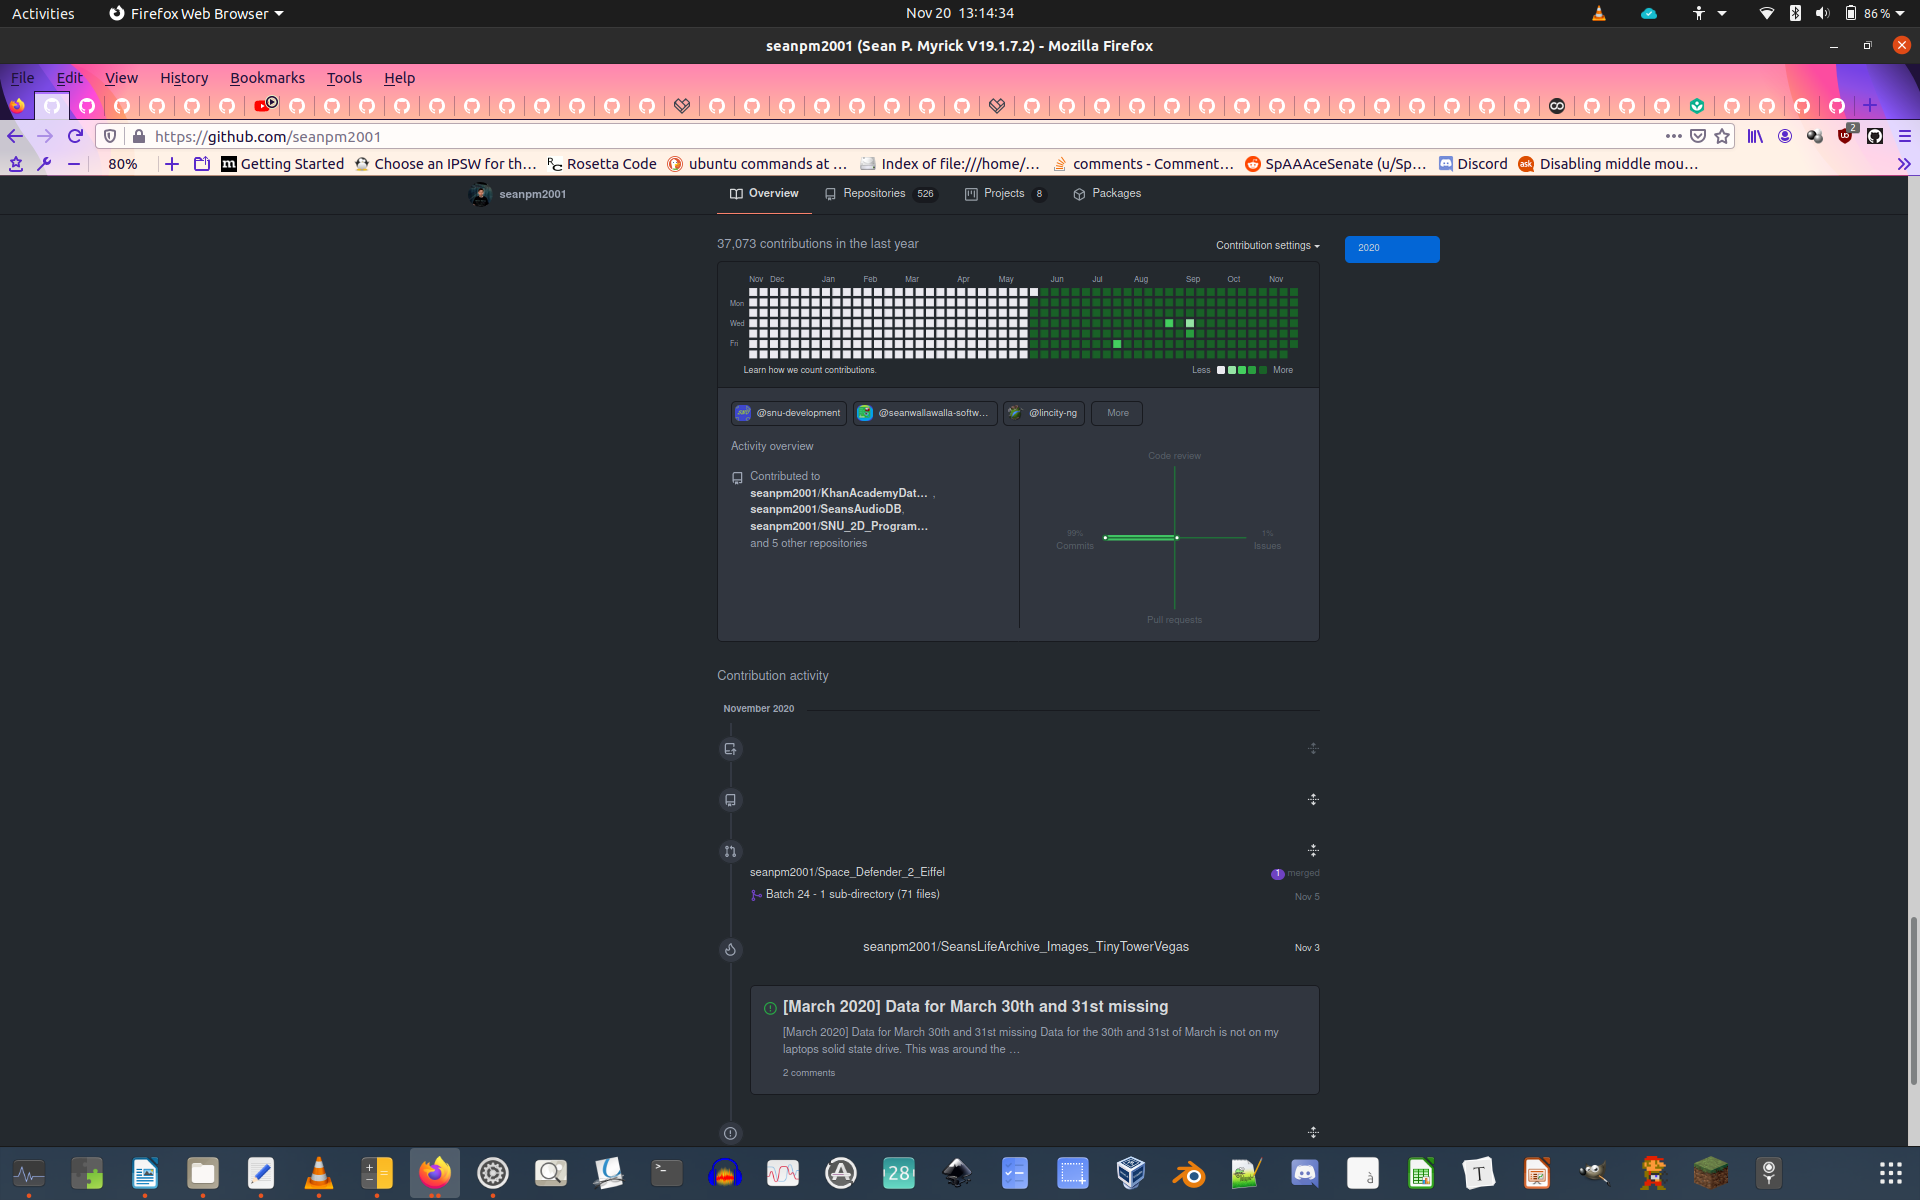 Activities Firefox Web Browser Nov 20 13:14:34 86 %
seanpm2001 (Sean P. Myrick V19.1.7.2) - Mozilla Firefox
File Edit View History Bookmarks Tools Help
https://github.com/seanpm2001 2
80% Getting Started Choose an IPSW for th… Rosetta Code ubuntu commands at … Index of file:///home/… comments - Comment… SpAAAceSenate (u/Sp… Discord Disabling middle mou…
seanpm2001 Overview Repositories 526 Projects 8 Packages
37,073 contributions in the last year Contribution settings 2020
Nov Dec Jan Feb Mar Apr May Jun Jul Aug Sep Oct Nov
Mon
Wed
Fri
Learn how we count contributions. Less More
@snu-development @seanwallawalla-softw… @lincity-ng More
Activity overview
Code review
Contributed to
seanpm2001/KhanAcademyDat… ,
seanpm2001/SeansAudioDB,
seanpm2001/SNU_2D_Program…
and 5 other repositories
99% 1%
Commits Issues
Pull requests
Contribution activity
November 2020
seanpm2001/Space_Defender_2_Eiffel 1 merged
Batch 24 - 1 sub-directory (71 files) Nov 5
seanpm2001/SeansLifeArchive_Images_TinyTowerVegas Nov 3
[March 2020] Data for March 30th and 31st missing
[March 2020] Data for March 30th and 31st missing Data for the 30th and 31st of March is not on my
laptops solid state drive. This was around the …
2 comments
28